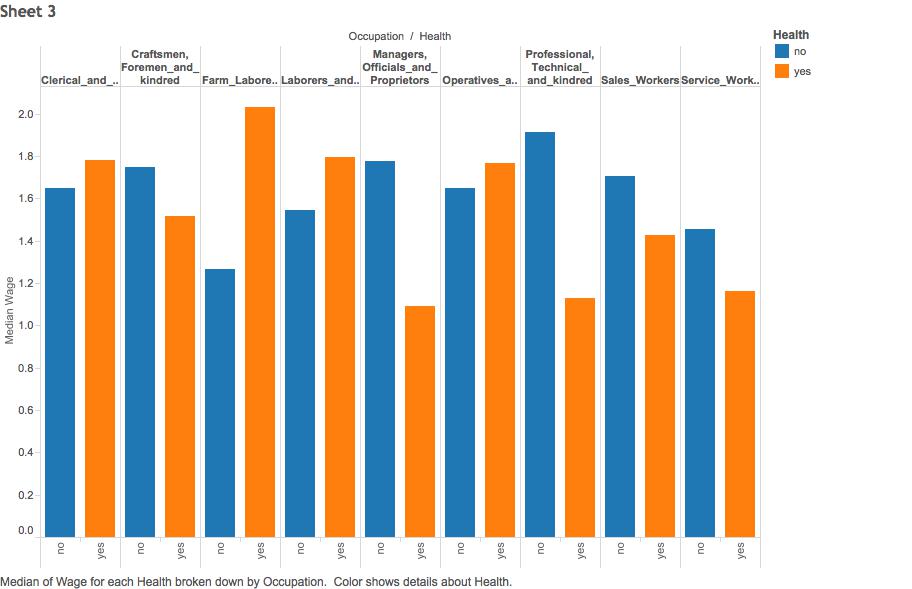 Sheet 3
Occupation / Health
Clerical_and_..
Craftsmen,
Foremen_and_
kindred
Farm_Labore..
Laborers_and..
Managers,
Officials_and_
Proprietors
Operatives_a..
Professional,
Technical_
and_kindred
Sales_Workers
Service_Work..
Health
no
yes
Median Wage
2.0
1.8
1.6
1.4
1.2
1.0
0.8
0.6
0.4
0.2
0.0
no
yes
no
yes
no
yes
no
yes
no
yes
no
yes
no
yes
no
yes
no
yes
Median of Wage for each Health broken down by Occupation.  Color shows details about Health.